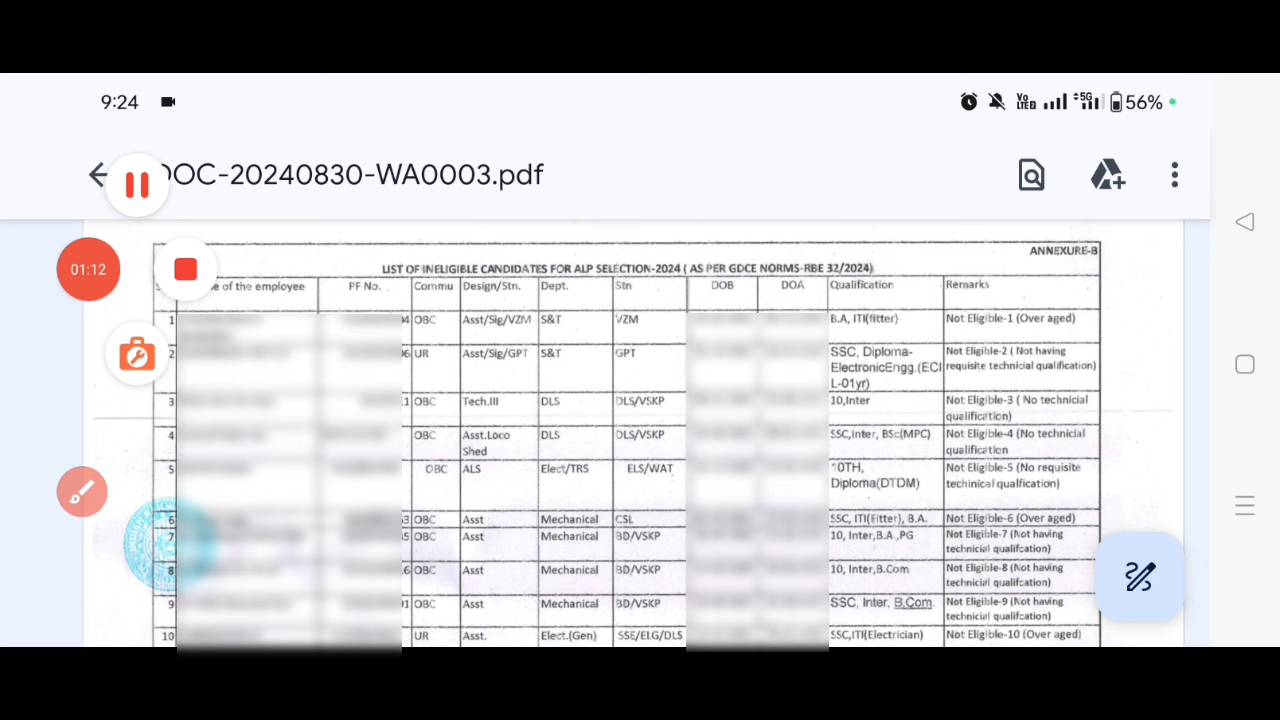 9:24
Vo LTED 5G 56%
DOC-20240830-WA0003.pdf
01:12
ANNEXURE-B
LIST OF INELIGIBLE CANDIDATES FOR ALP SELECTION-2024 ( AS PER GDCE NORMS-RBE 32/2024)
e of the employee PF No. Commu Design/Stn. Dept. Stn DOB DOA Qualification Remarks
1 OBC Asst/Sig/VZM S&T VZM B.A, ITI(fitter) Not Eligible-1 (Over aged)
2 UR Asst/Sig/GPT S&T GPT SSC, Diploma- Not Eligible-2 ( Not having
ElectronicEngg.(ECI requisite technicial qualification)
L-01yr)
3 OBC Tech.III DLS DLS/VSKP 10,Inter Not Eligible-3 ( No technicial
qualification)
4 OBC Asst.Loco DLS DLS/VSKP SSC,Inter, BSc(MPC) Not Eligible-4 (No technicial
Shed qualification
5 OBC ALS Elect/TRS ELS/WAT 10TH, Not Eligible-5 (No requisite
Diploma(DTDM) techinical qualfication)
6 OBC Asst Mechanical CSL SSC, ITI(Fitter), B.A. Not Eligible-6 (Over aged)
7 OBC Asst Mechanical BD/VSKP 10, Inter,B.A ,PG Not Eligible-7 (Not having
technicial qualifcation)
8 OBC Asst Mechanical BD/VSKP 10, Inter,B.Com Not Eligible-8 (Not having
technicial qualifcation)
9 OBC Asst Mechanical BD/VSKP SSC, Inter, B.Com. Not Eligible-9 (Not having
technicial qualifcation)
10 UR Asst. Elect.(Gen) SSE/ELG/DLS SSC,ITI(Electrician) Not Eligible-10 (Over aged)